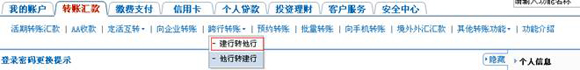 我的账户 转账汇款 缴费支付 信用卡 个人贷款 投资理财 客户服务 安全中心
活期转账汇款 | AA收款 | 定活互转 | 向企业转账 | 跨行转账 | 预约转账 | 批量转账 | 向手机转账 | 境外外汇汇款 | 其他转账功能 | 功能介绍
- 建行转他行
- 他行转建行
登录密码更换提示 隐藏 个人信息